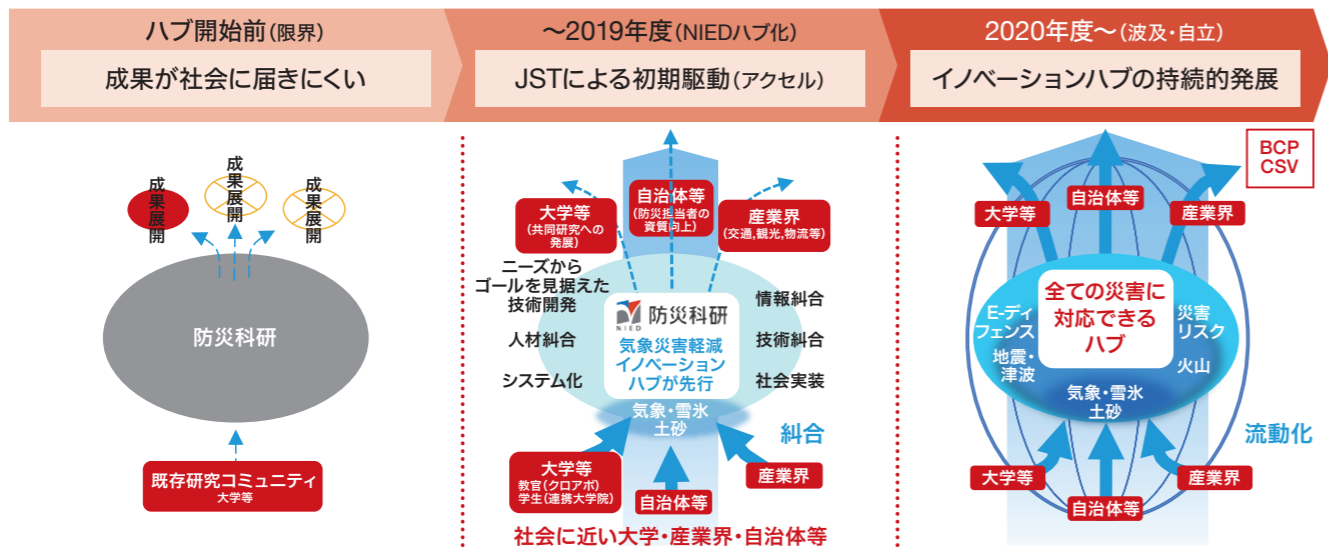 ハブ開始前(限界)
成果が社会に届きにくい
～2019年度(NIEDハブ化)
JSTによる初期駆動(アクセル)
2020年度～(波及・自立)
イノベーションハブの持続的発展
成果展開
成果展開
成果展開
防災科研
既存研究コミュニティ
大学等
大学等
(共同研究への
発展)
自治体等
(防災担当者の
資質向上)
産業界
(交通,観光,物流等)
ニーズから
ゴールを見据えた
技術開発
人材糾合
システム化
NIED
防災科研
気象災害軽減
イノベーション
ハブが先行
情報糾合
技術糾合
社会実装
気象・雪氷
土砂
糾合
大学等
教官(クロアポ)
学生(連携大学院)
自治体等
産業界
社会に近い大学・産業界・自治体等
BCP
CSV
大学等
自治体等
産業界
全ての災害に
対応できる
ハブ
E-ディ
フェンス
地震・
津波
災害
リスク
火山
気象・雪氷
土砂
流動化
大学等
自治体等
産業界